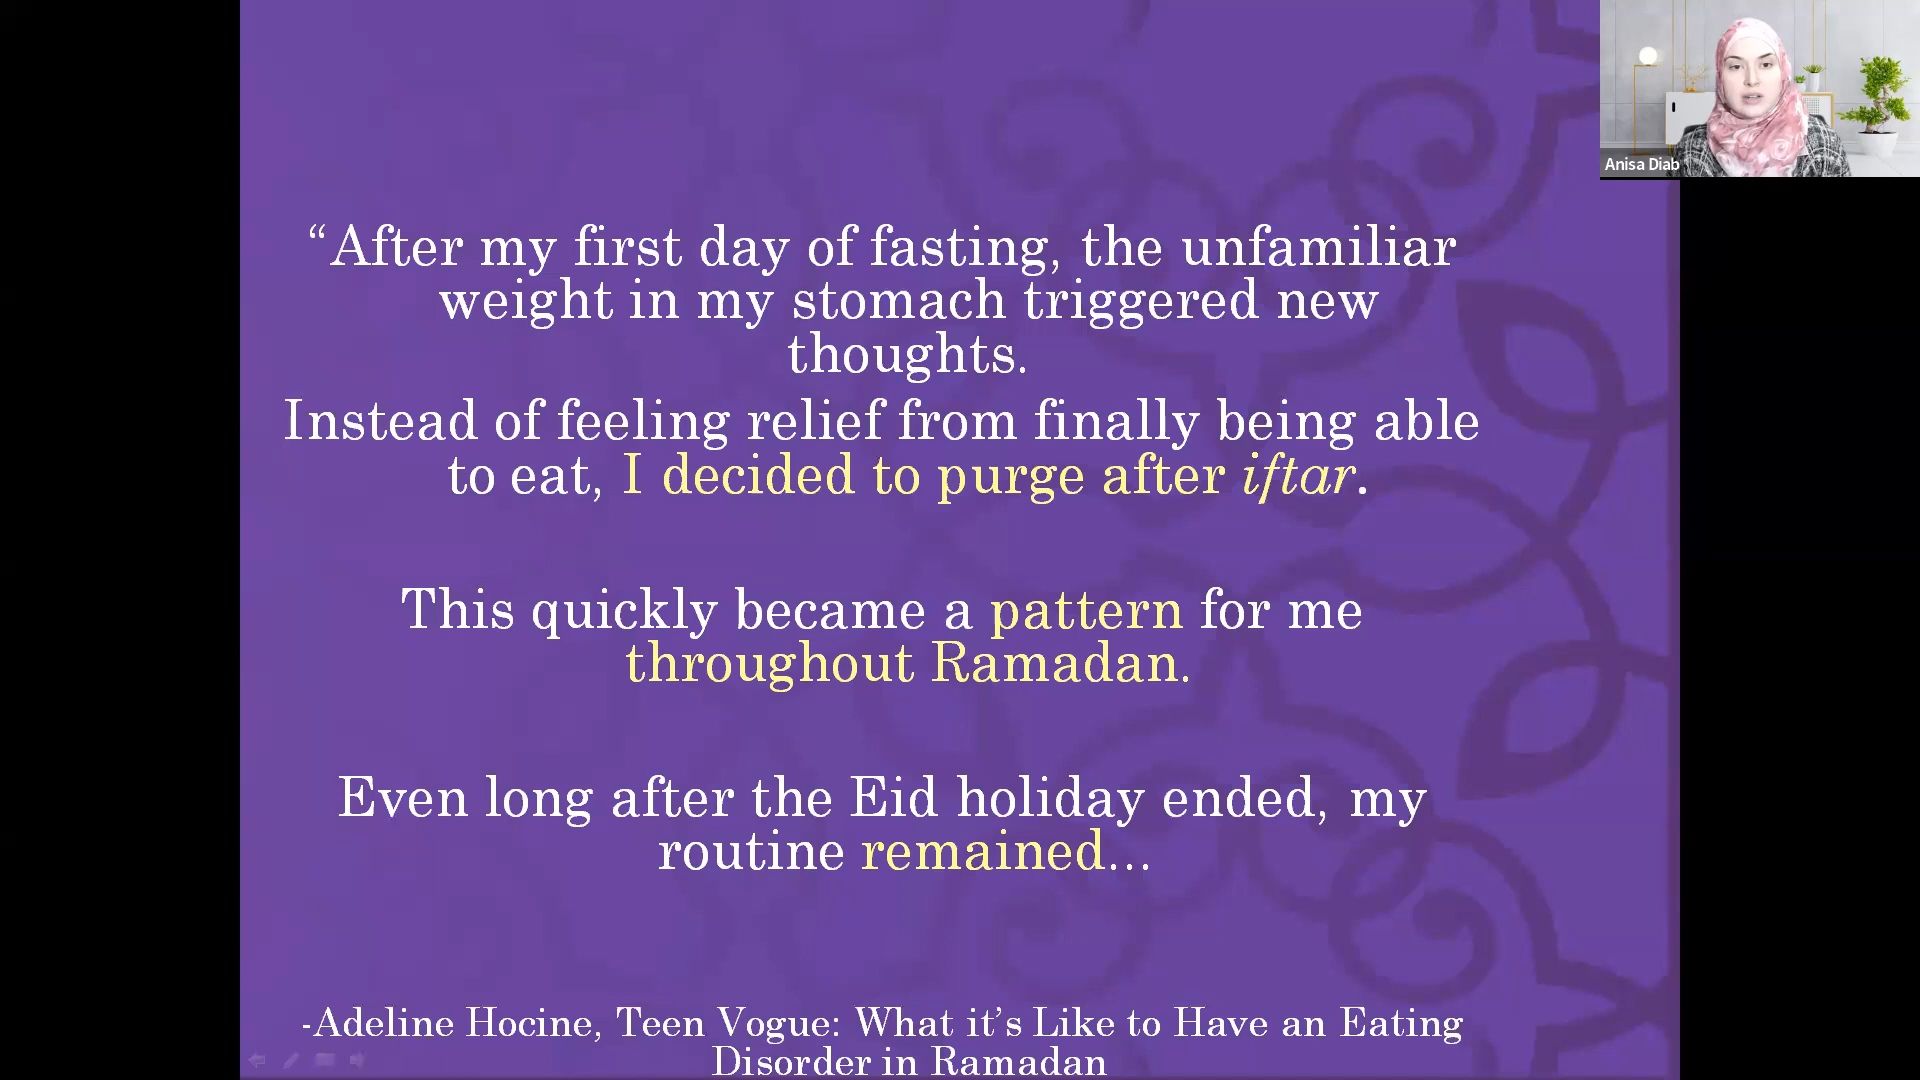 “After my first day of fasting, the unfamiliar
weight in my stomach triggered new
thoughts.
Instead of feeling relief from finally being able
to eat, I decided to purge after iftar.
This quickly became a pattern for me
throughout Ramadan.
Even long after the Eid holiday ended, my
routine remained...
-Adeline Hocine, Teen Vogue: What it’s Like to Have an Eating
Disorder in Ramadan
Anisa Diab